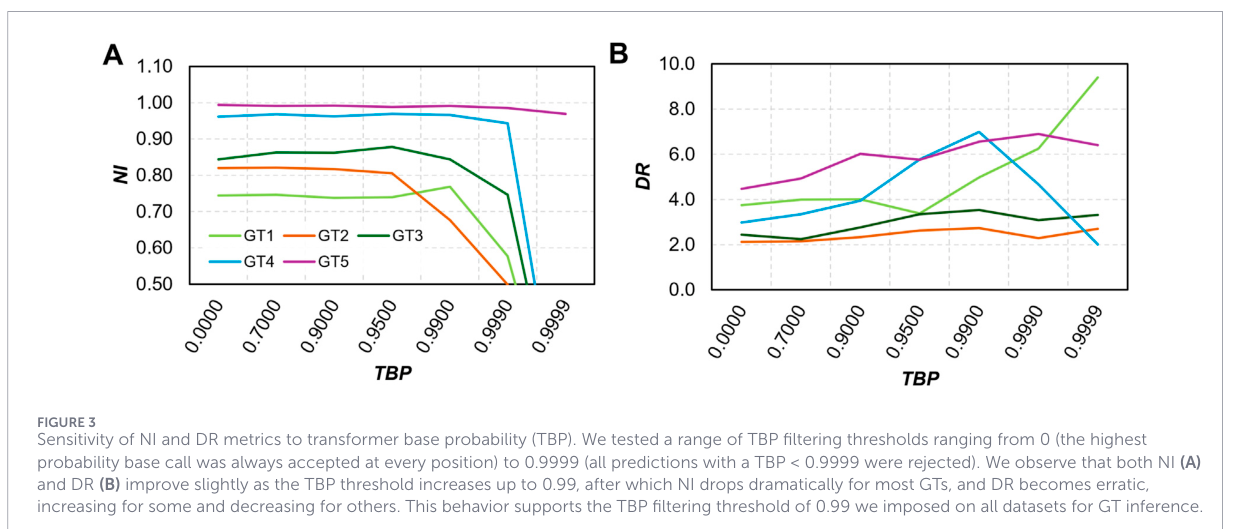 A
B
1.10
1.00
0.90
0.80
0.70
0.60
0.50
NI
GT1 GT2 GT3
GT4 GT5
0.0000 0.7000 0.9000 0.9500 0.9900 0.9990 0.9999
TBP
10.0
8.0
6.0
4.0
2.0
0.0
DR
0.0000 0.7000 0.9000 0.9500 0.9900 0.9990 0.9999
TBP
FIGURE 3
Sensitivity of NI and DR metrics to transformer base probability (TBP). We tested a range of TBP filtering thresholds ranging from 0 (the highest
probability base call was always accepted at every position) to 0.9999 (all predictions with a TBP < 0.9999 were rejected). We observe that both NI (A)
and DR (B) improve slightly as the TBP threshold increases up to 0.99, after which NI drops dramatically for most GTs, and DR becomes erratic,
increasing for some and decreasing for others. This behavior supports the TBP filtering threshold of 0.99 we imposed on all datasets for GT inference.